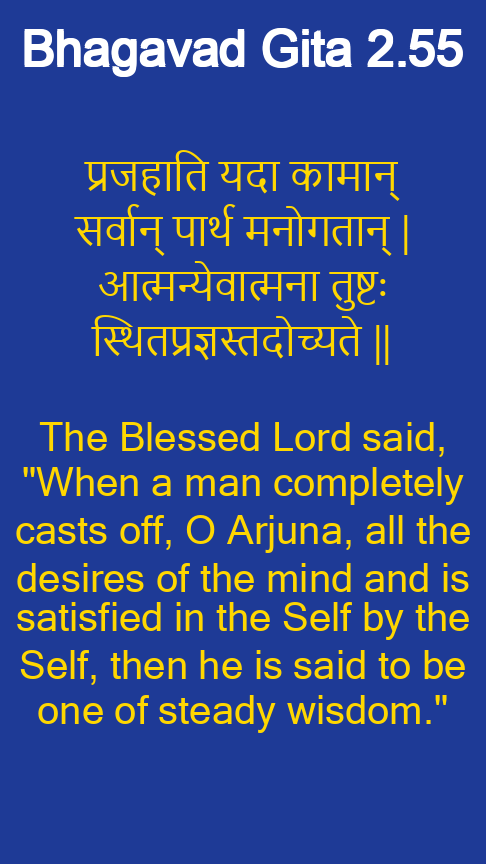 Bhagavad Gita 2.55
प्रजहाति यदा कामान्
सर्वान् पार्थ मनोगतान् |
आत्मन्येवात्मना तुष्टः
स्थितप्रज्ञस्तदोच्यते ||
The Blessed Lord said,
"When a man completely
casts off, O Arjuna, all the
desires of the mind and is
satisfied in the Self by the
Self, then he is said to be
one of steady wisdom."